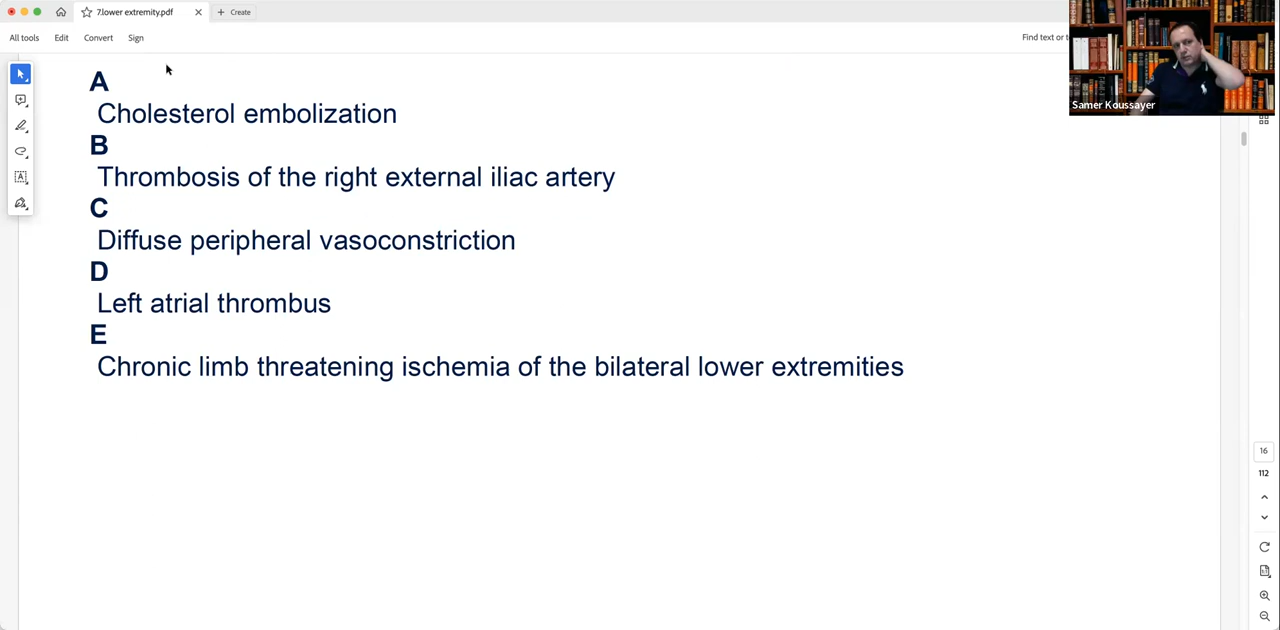 7.lower extremity.pdf
Create
All tools Edit Convert Sign
Find text or
Samer Koussayer
A
Cholesterol embolization
B
Thrombosis of the right external iliac artery
C
Diffuse peripheral vasoconstriction
D
Left atrial thrombus
E
Chronic limb threatening ischemia of the bilateral lower extremities
16
112